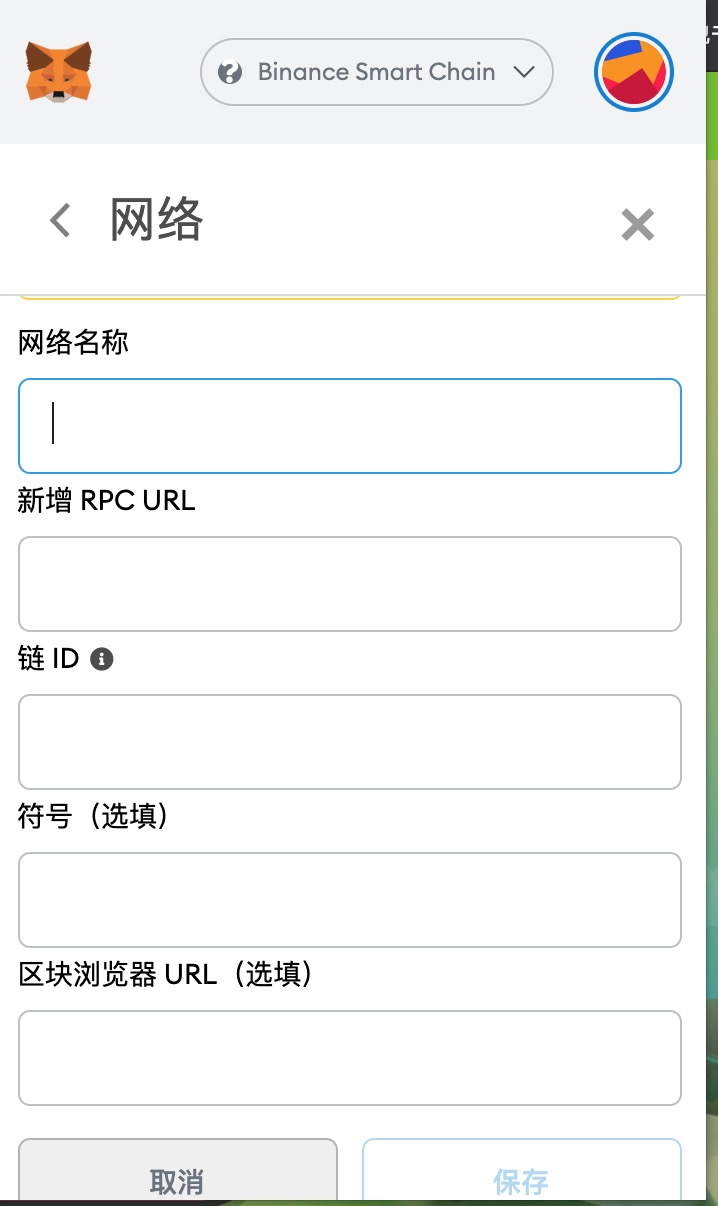 Binance Smart Chain
网络
网络名称
新增 RPC URL
链 ID
符号（选填）
区块浏览器 URL（选填）
取消
保存